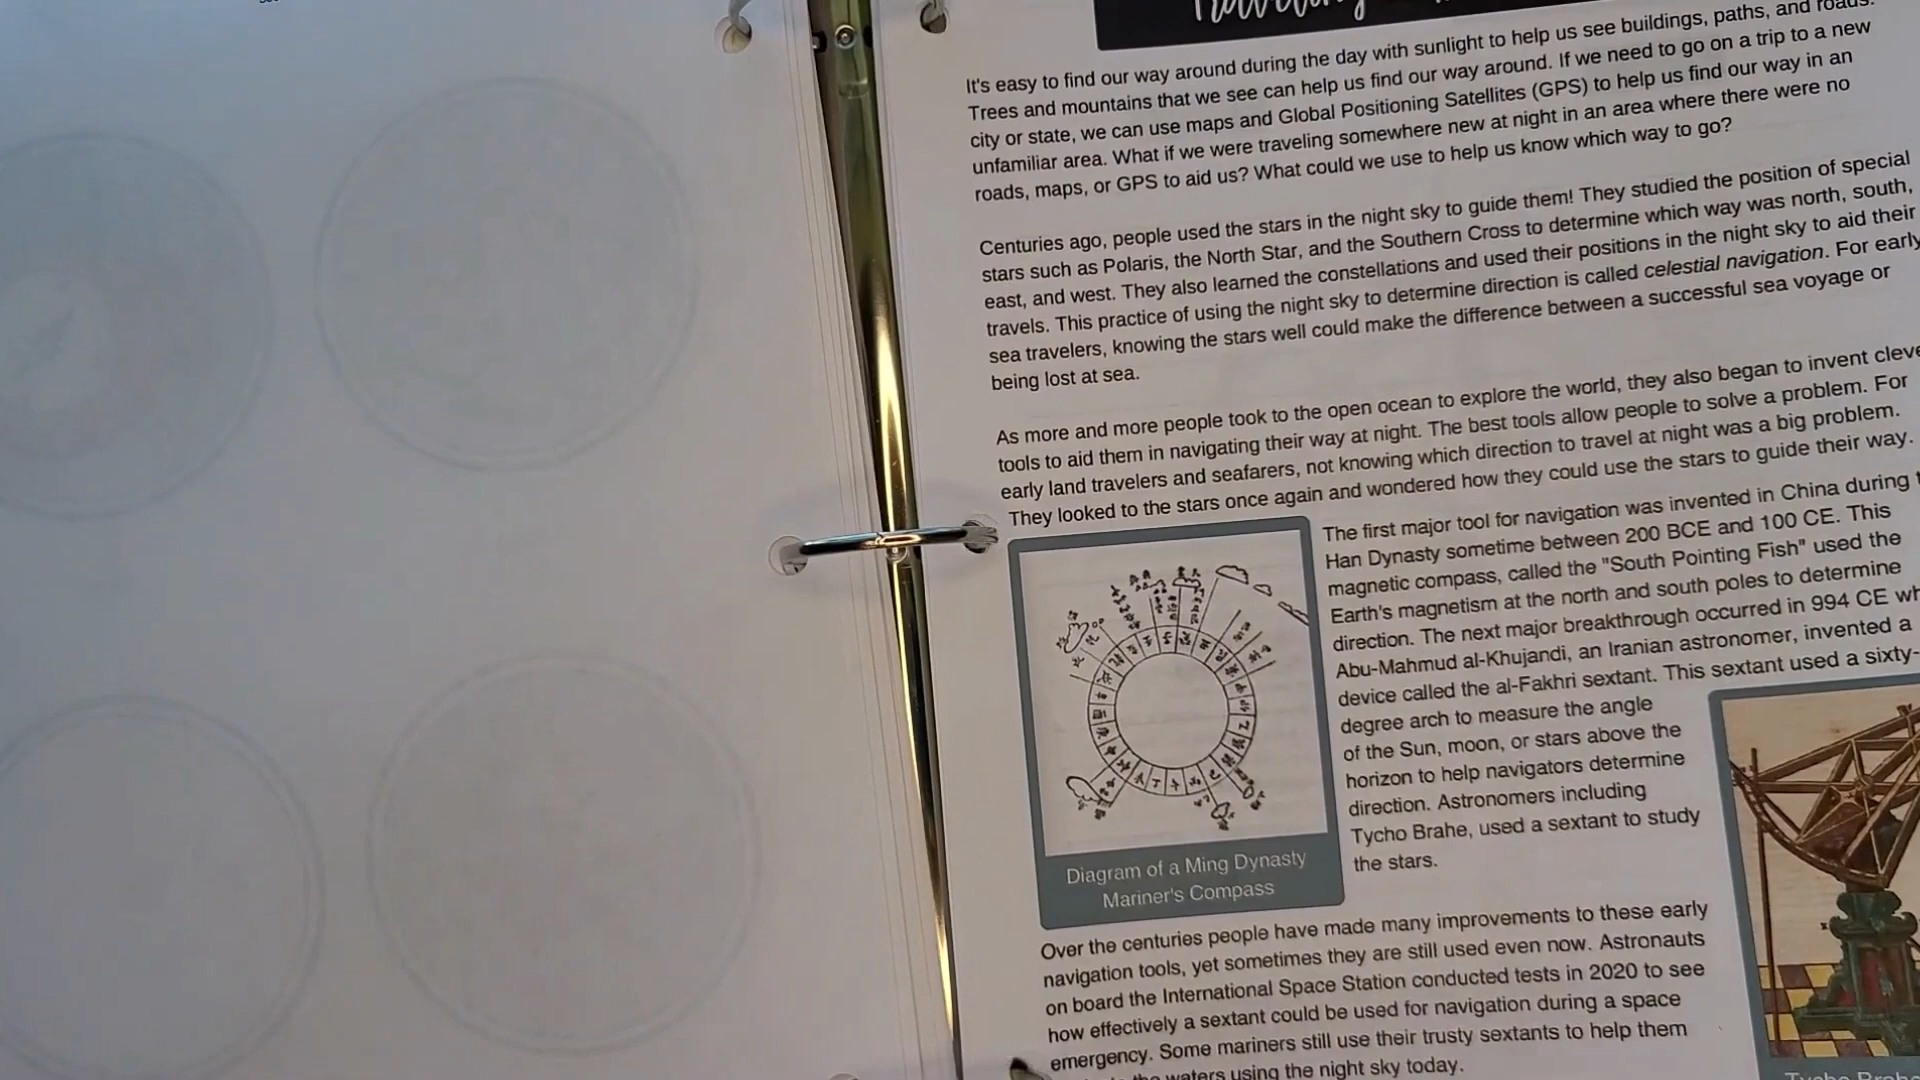 Traveling
It's easy to find our way around during the day with sunlight to help us see buildings, paths, and roads.
Trees and mountains that we see can help us find our way around. If we need to go on a trip to a new
city or state, we can use maps and Global Positioning Satellites (GPS) to help us find our way in an
unfamiliar area. What if we were traveling somewhere new at night in an area where there were no
roads, maps, or GPS to aid us? What could we use to help us know which way to go?
Centuries ago, people used the stars in the night sky to guide them! They studied the position of special
stars such as Polaris, the North Star, and the Southern Cross to determine which way was north, south,
east, and west. They also learned the constellations and used their positions in the night sky to aid their
travels. This practice of using the night sky to determine direction is called celestial navigation. For early
sea travelers, knowing the stars well could make the difference between a successful sea voyage or
being lost at sea.
As more and more people took to the open ocean to explore the world, they also began to invent cleve
tools to aid them in navigating their way at night. The best tools allow people to solve a problem. For
early land travelers and seafarers, not knowing which direction to travel at night was a big problem.
They looked to the stars once again and wondered how they could use the stars to guide their way.
The first major tool for navigation was invented in China during t
Han Dynasty sometime between 200 BCE and 100 CE. This
magnetic compass, called the "South Pointing Fish" used the
Earth's magnetism at the north and south poles to determine
direction. The next major breakthrough occurred in 994 CE wh
Abu-Mahmud al-Khujandi, an Iranian astronomer, invented a
device called the al-Fakhri sextant. This sextant used a sixty-
degree arch to measure the angle
of the Sun, moon, or stars above the
horizon to help navigators determine
direction. Astronomers including
Tycho Brahe, used a sextant to study
the stars.
Diagram of a Ming Dynasty
Mariner's Compass
Over the centuries people have made many improvements to these early
navigation tools, yet sometimes they are still used even now. Astronauts
on board the International Space Station conducted tests in 2020 to see
how effectively a sextant could be used for navigation during a space
emergency. Some mariners still use their trusty sextants to help them
the waters using the night sky today.
Tycho Brahe